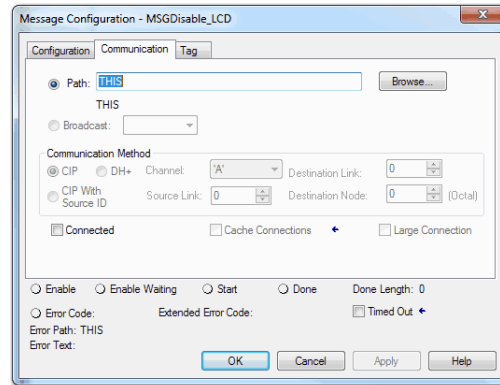 Message Configuration - MSGDisable_LCD
Configuration Communication Tag
Path: THIS Browse...
THIS
Broadcast:
Communication Method
CIP DH+ Channel: 'A' Destination Link: 0
CIP With Source ID Source Link: 0 Destination Node: 0 (Octal)
Connected Cache Connections Large Connection
Enable Enable Waiting Start Done Done Length: 0
Error Code: Extended Error Code: Timed Out
Error Path: THIS
Error Text:
OK Cancel Apply Help